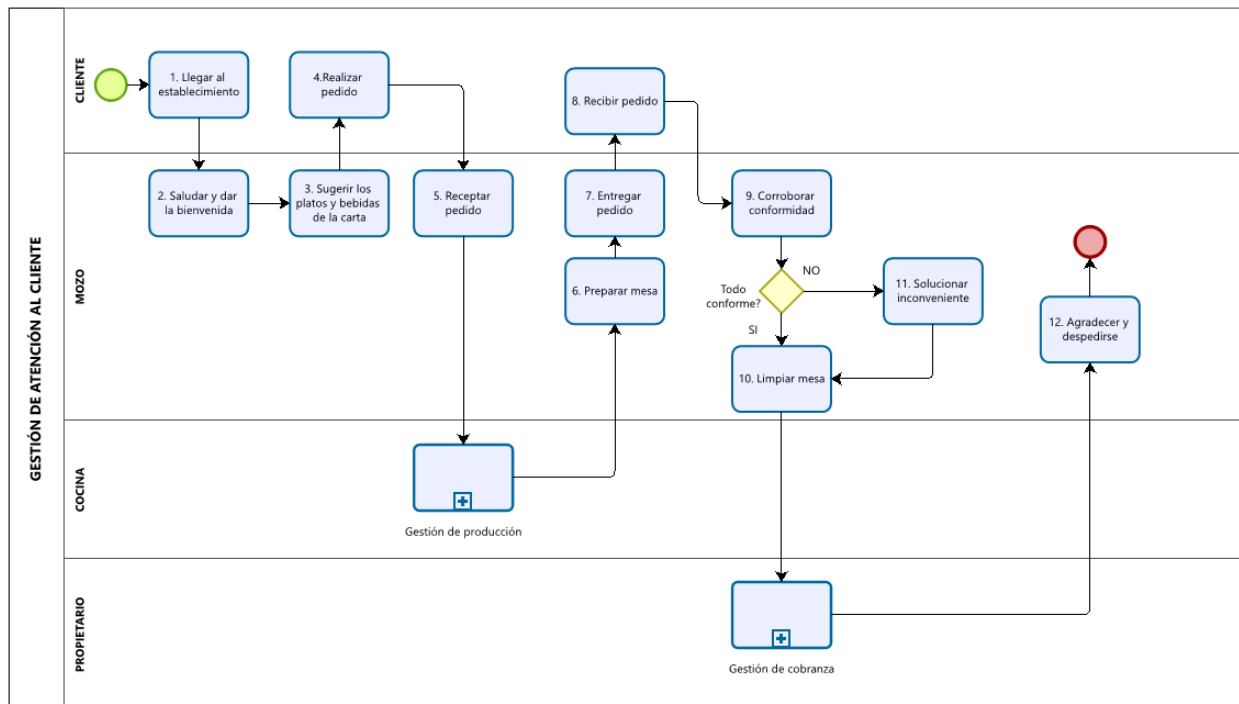 GESTIÓN DE ATENCIÓN AL CLIENTE
CLIENTE
1. Llegar al
establecimiento
4.Realizar
pedido
8. Recibir pedido
MOZO
2. Saludar y dar
la bienvenida
3. Sugerir los
platos y bebidas
de la carta
5. Receptar
pedido
7. Entregar
pedido
6. Preparar mesa
9. Corroborar
conformidad
Todo
conforme?
NO
SI
11. Solucionar
inconveniente
10. Limpiar mesa
12. Agradecer y
despedirse
COCINA
Gestión de producción
PROPIETARIO
Gestión de cobranza